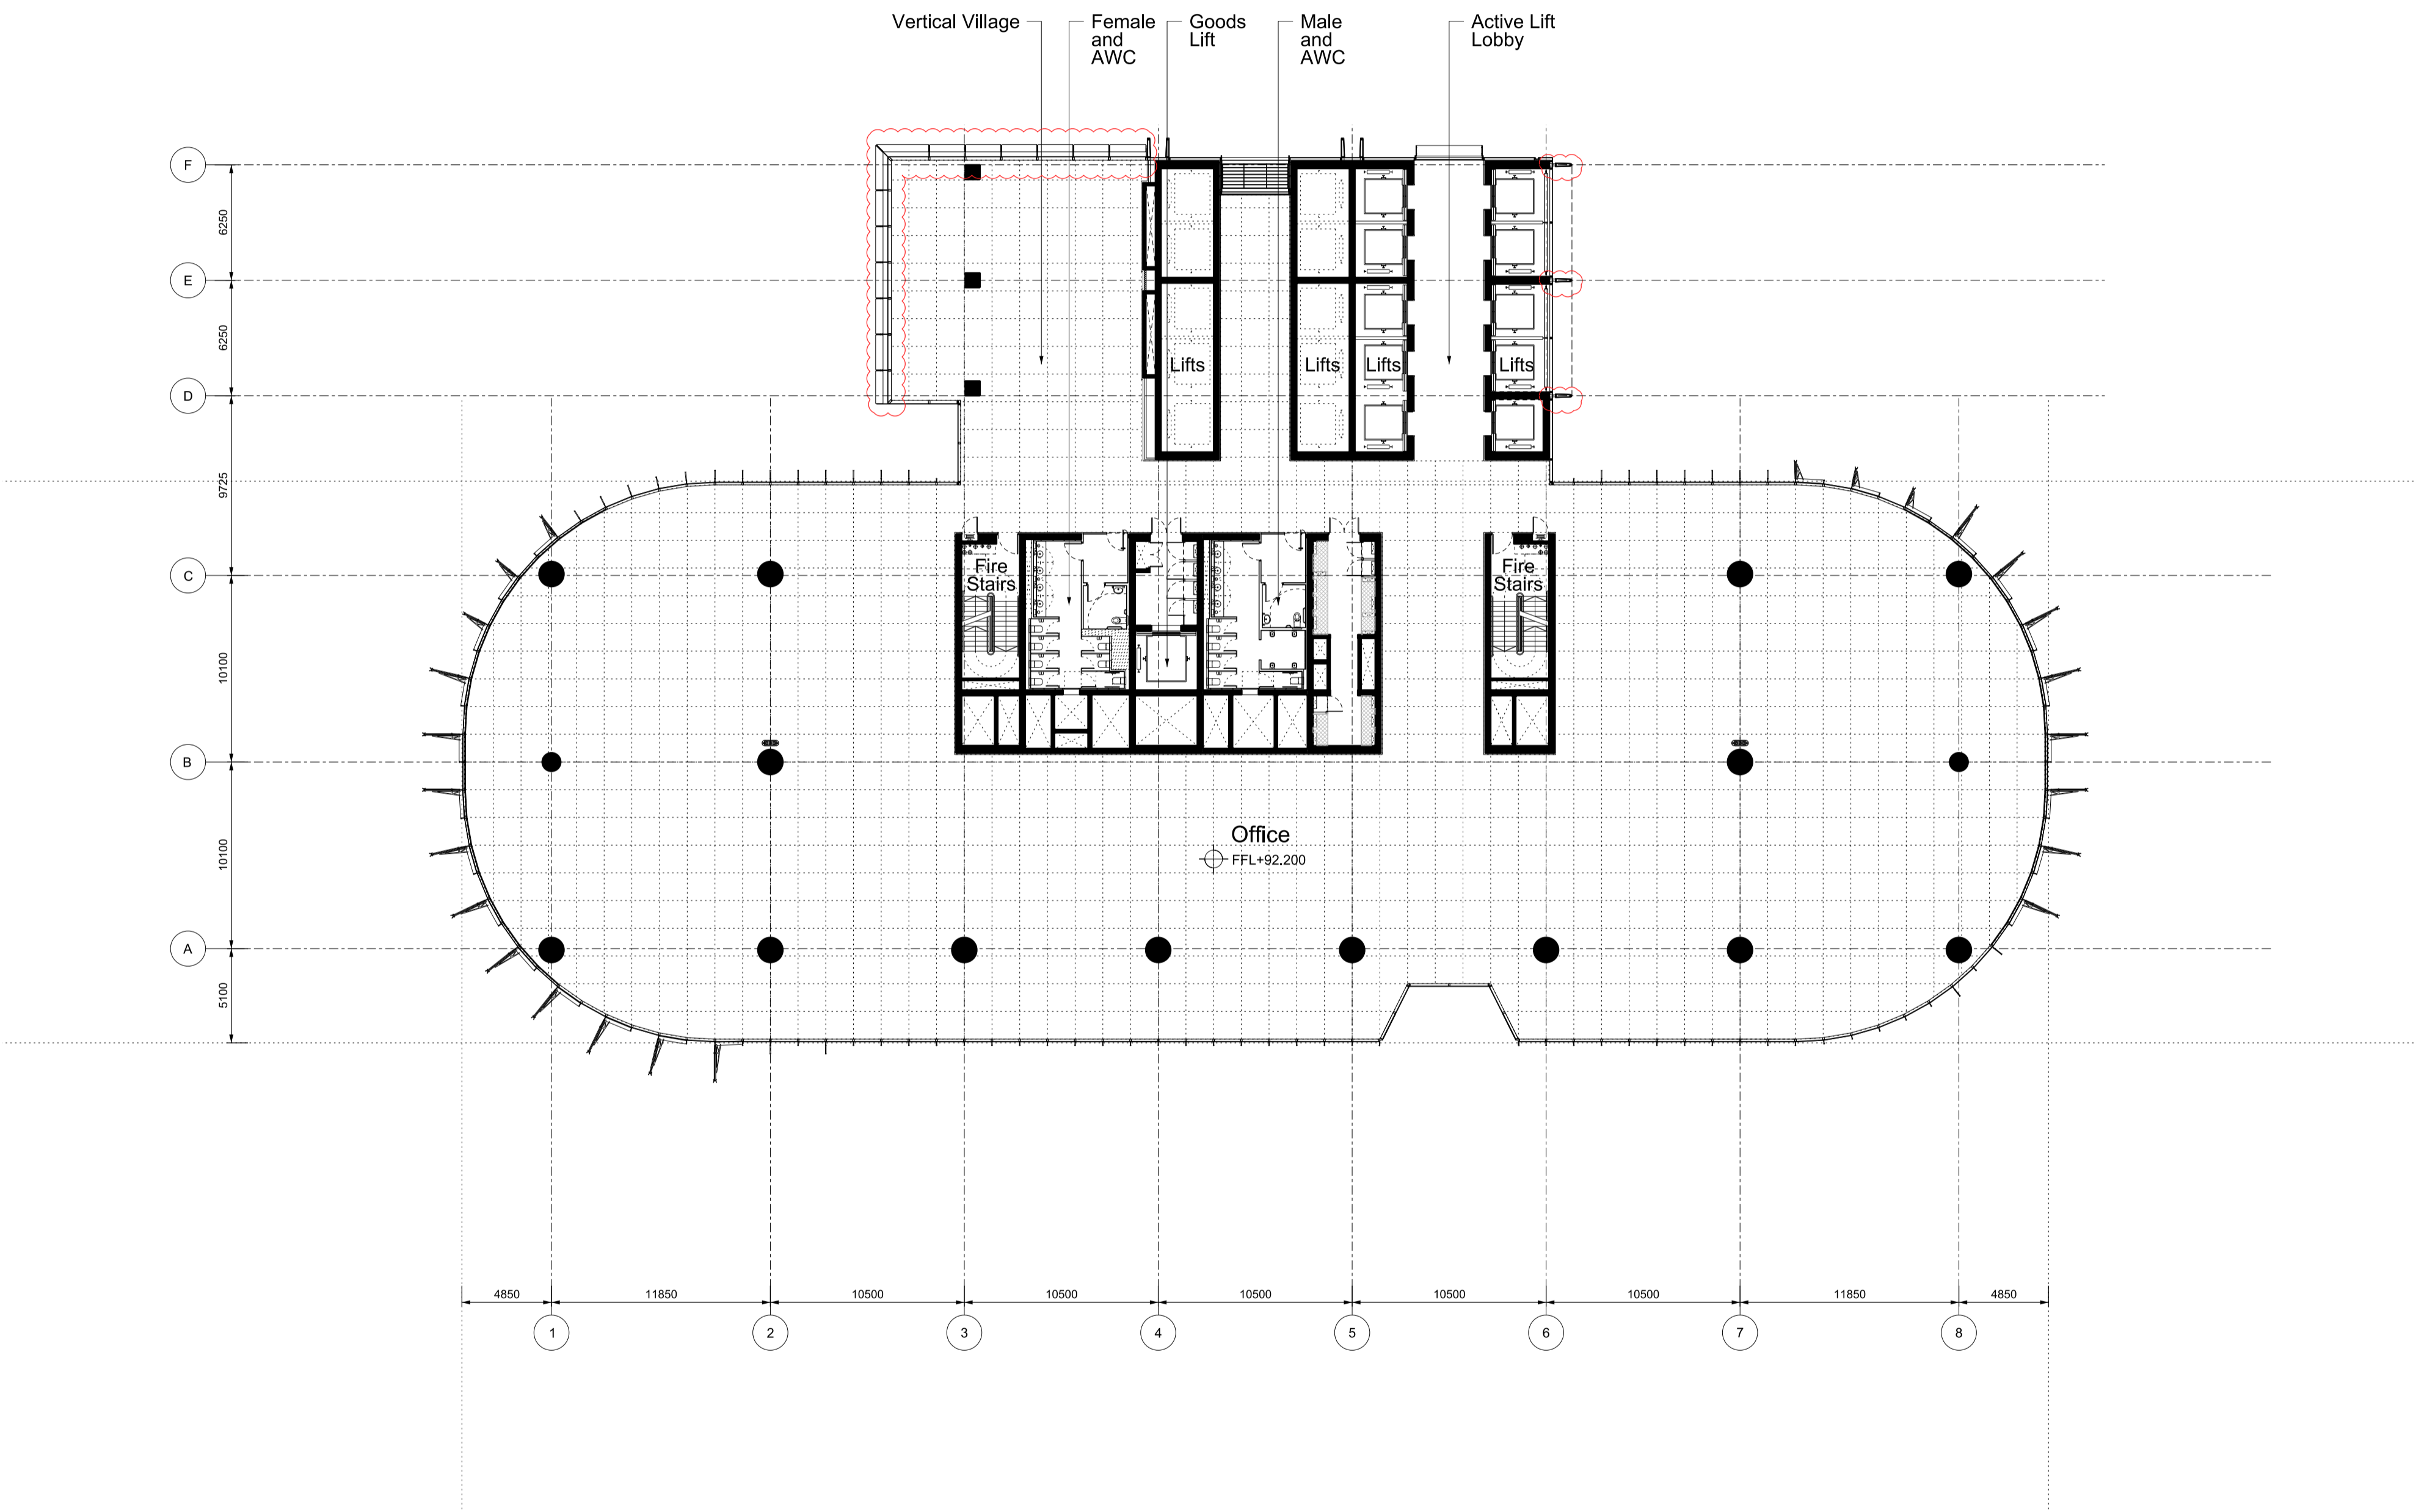 Vertical Village
Female
and
AWC
Goods
Lift
Male
and
AWC
Active Lift
Lobby
F
6250
E
6250
D
9725
C
10100
B
10100
A
5100
Lifts
Lifts
Lifts
Lifts
Fire
Stairs
Fire
Stairs
Office
FFL+92.200
4850
11850
10500
10500
10500
10500
10500
11850
4850
1
2
3
4
5
6
7
8